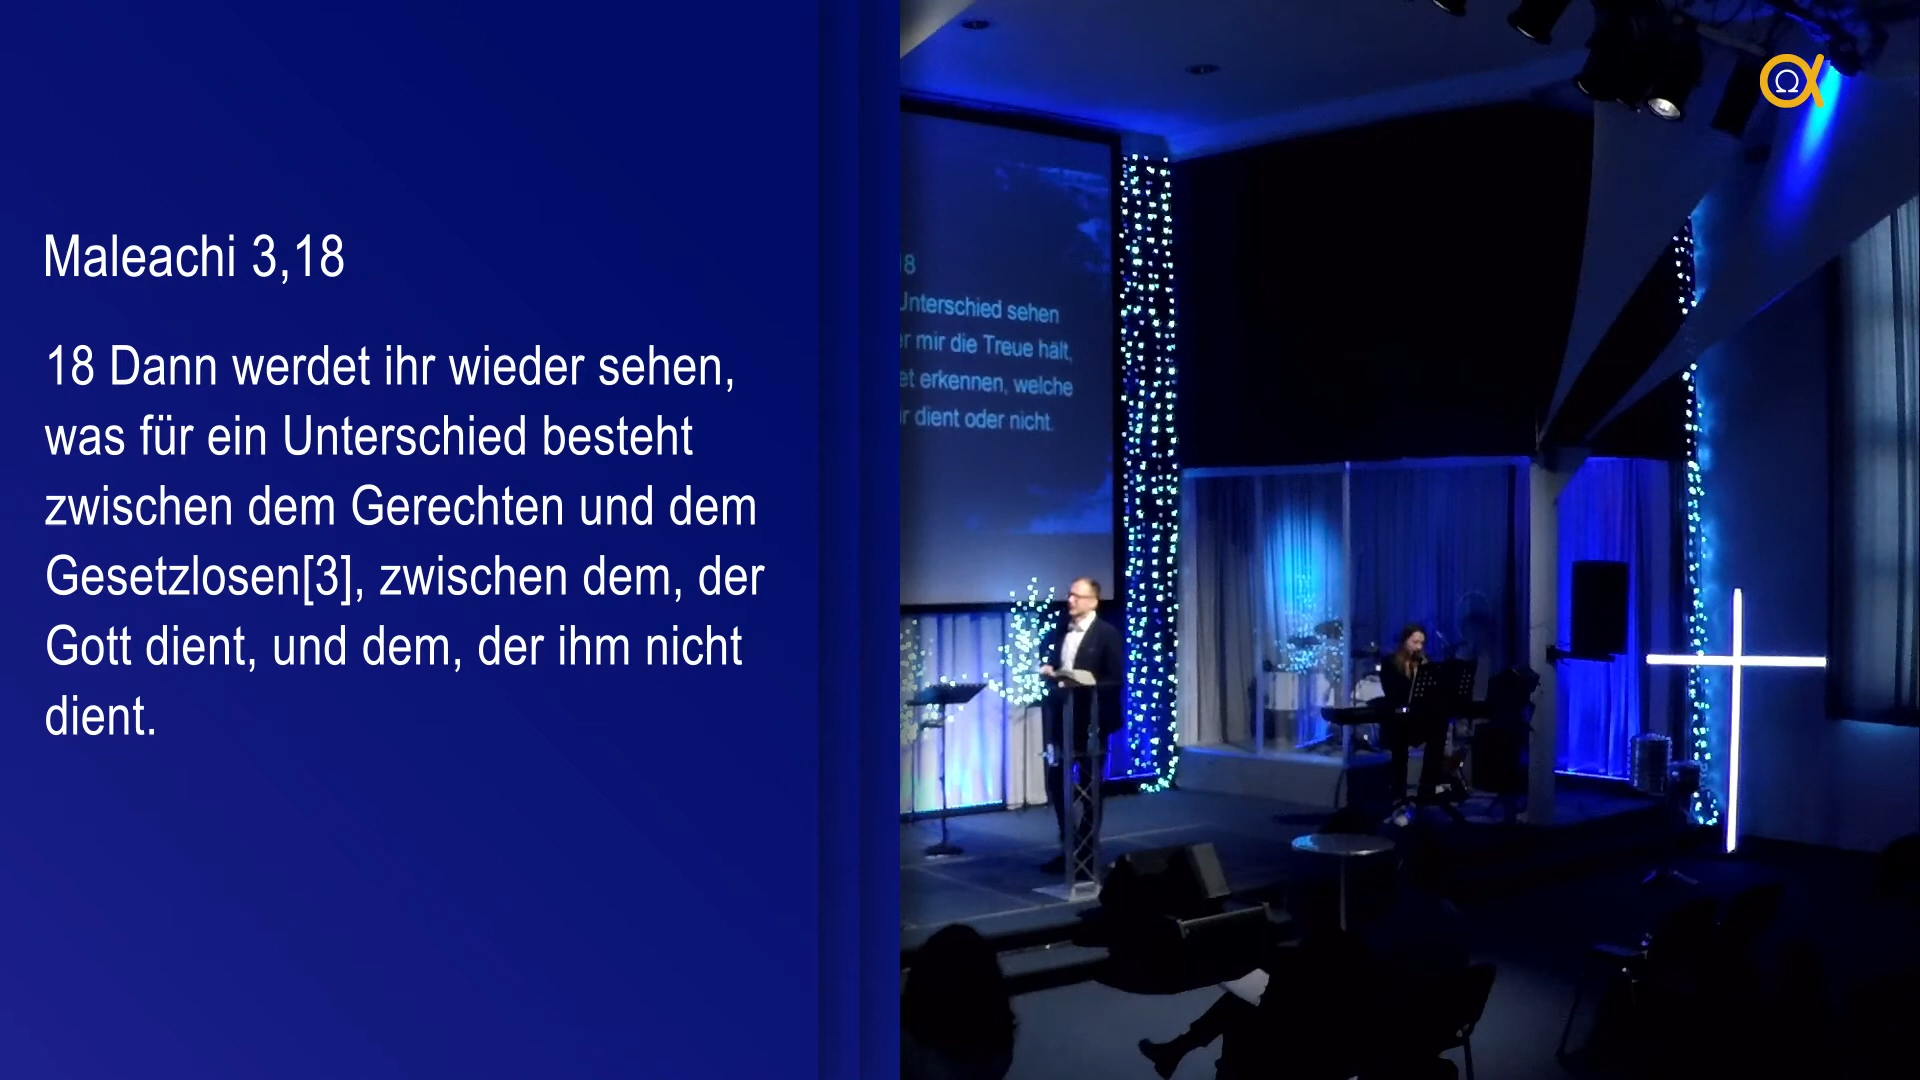 Maleachi 3,18
18 Dann werdet ihr wieder sehen,
was für ein Unterschied besteht
zwischen dem Gerechten und dem
Gesetzlosen[3], zwischen dem, der
Gott dient, und dem, der ihm nicht
dient.
18
Unterschied sehen
mir die Treue hält,
erkennen, welche
dient oder nicht.
Ω